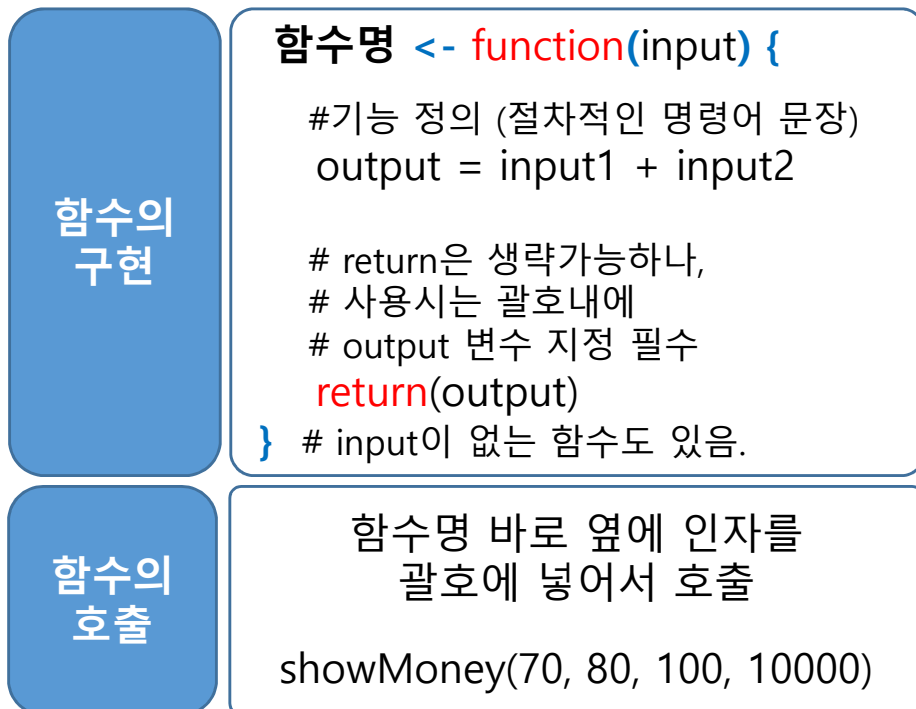 함수의
구현
함수명 <- function(input) {
#기능 정의 (절차적인 명령어 문장)
output = input1 + input2
# return은 생략가능하나,
# 사용시는 괄호내에
# output 변수 지정 필수
return(output)
} # input이 없는 함수도 있음.
함수의
호출
함수명 바로 옆에 인자를
괄호에 넣어서 호출
showMoney(70, 80, 100, 10000)